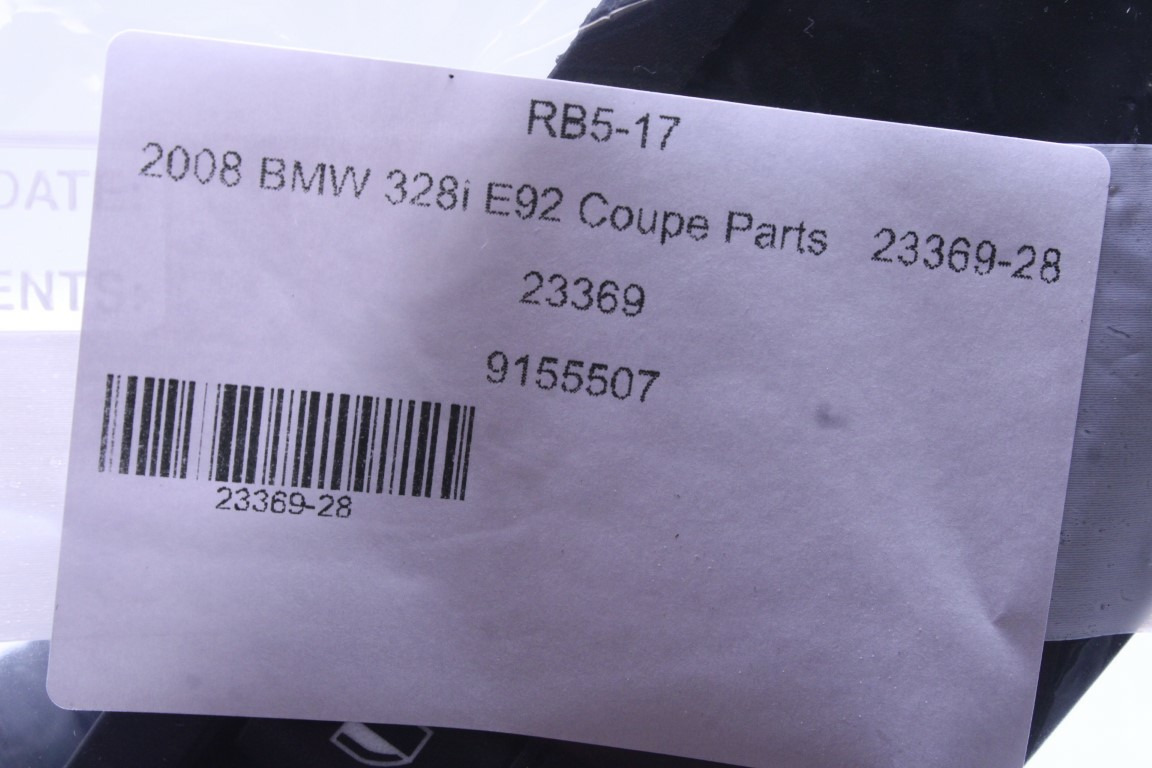 RB5-17
2008 BMW 328i E92 Coupe Parts 23369-28
23369
9155507
23369-28
DATE:
ENTS: